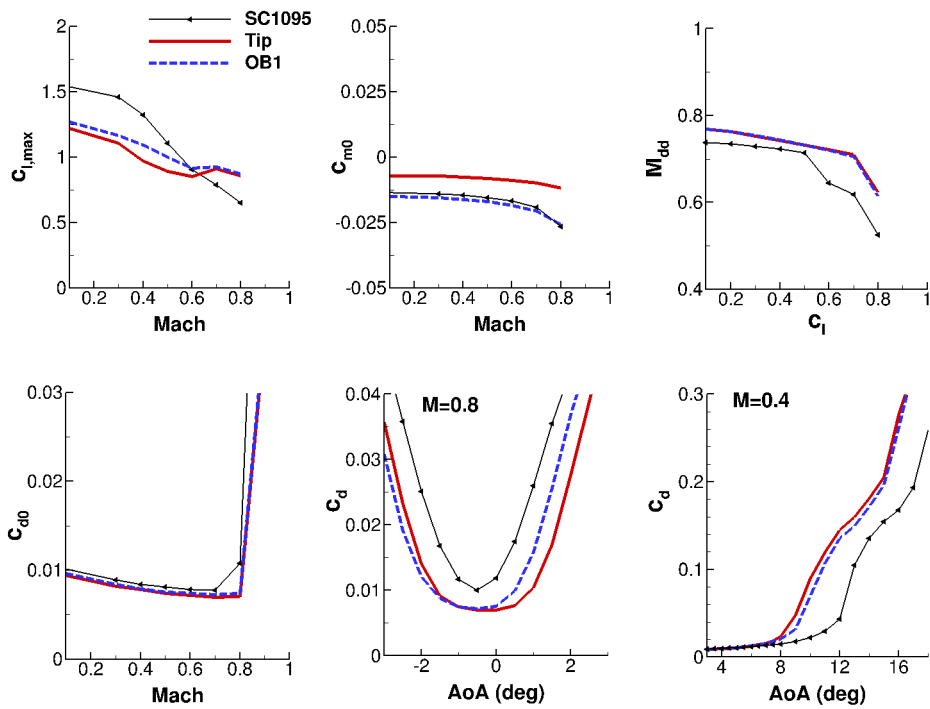 SC1095
Tip
OB1
2
1.5
1
0.5
0
0.2 0.4 0.6 0.8 1
c_l,max
Mach
0.05
0.025
0
-0.025
-0.05
0.2 0.4 0.6 0.8 1
c_m0
Mach
1
0.8
0.6
0.4
0.2 0.4 0.6 0.8 1
M_dd
c_l
0.03
0.02
0.01
0
0.2 0.4 0.6 0.8 1
c_d0
Mach
M=0.8
0.04
0.03
0.02
0.01
0
-2 0 2
c_d
AoA (deg)
M=0.4
0.3
0.2
0.1
0
4 8 12 16
c_d
AoA (deg)